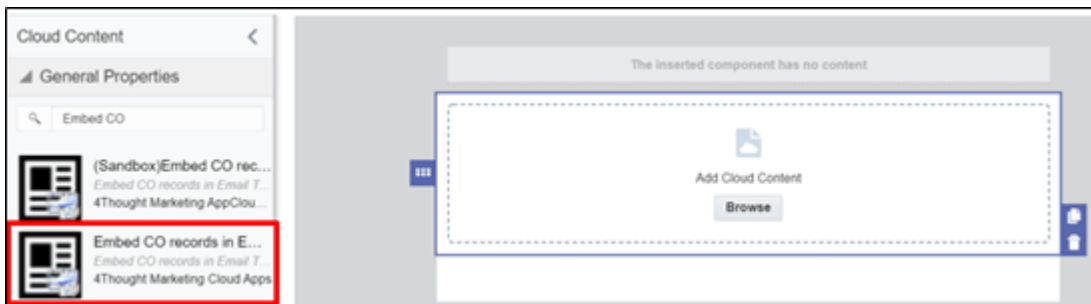 Cloud Content
General Properties
Embed CO
(Sandbox)Embed CO rec...
Embed CO records in Email T...
4Thought Marketing AppClou...
Embed CO records in E...
Embed CO records in Email T...
4Thought Marketing Cloud Apps
The inserted component has no content
Add Cloud Content
Browse